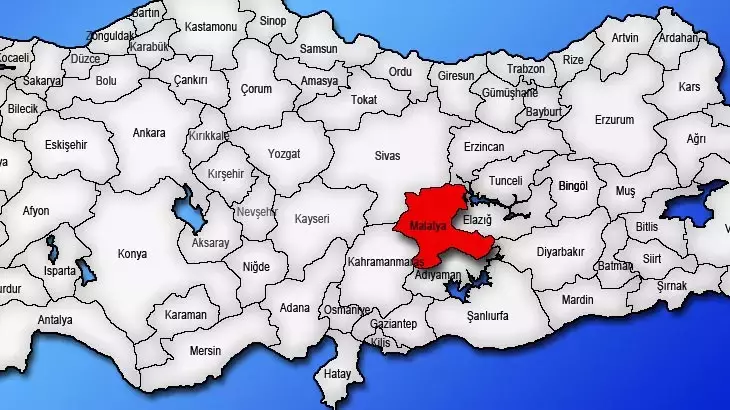 Bartın
Kastamonu
Sinop
Artvin
Ardahan
Zonguldak
Karabük
Samsun
Kocaeli
Düzce
Ordu
Giresun
Trabzon
Rize
Sakarya
Bolu
Çankırı
Çorum
Amasya
Gümüşhane
Kars
Bilecik
Tokat
Bayburt
Erzurum
Ankara
Kırıkkale
Eskişehir
Yozgat
Sivas
Erzincan
Ağrı
Kırşehir
Tunceli
Bingöl
Muş
Afyon
Nevşehir
Kayseri
Malatya
Elazığ
Bitlis
Aksaray
Konya
Diyarbakır
Isparta
Niğde
Kahramanmaraş
Adıyaman
Batman
Siirt
Şırnak
urdur
Mardin
Antalya
Karaman
Adana
Osmaniye
Gaziantep
Şanlıurfa
Mersin
Kilis
Hatay